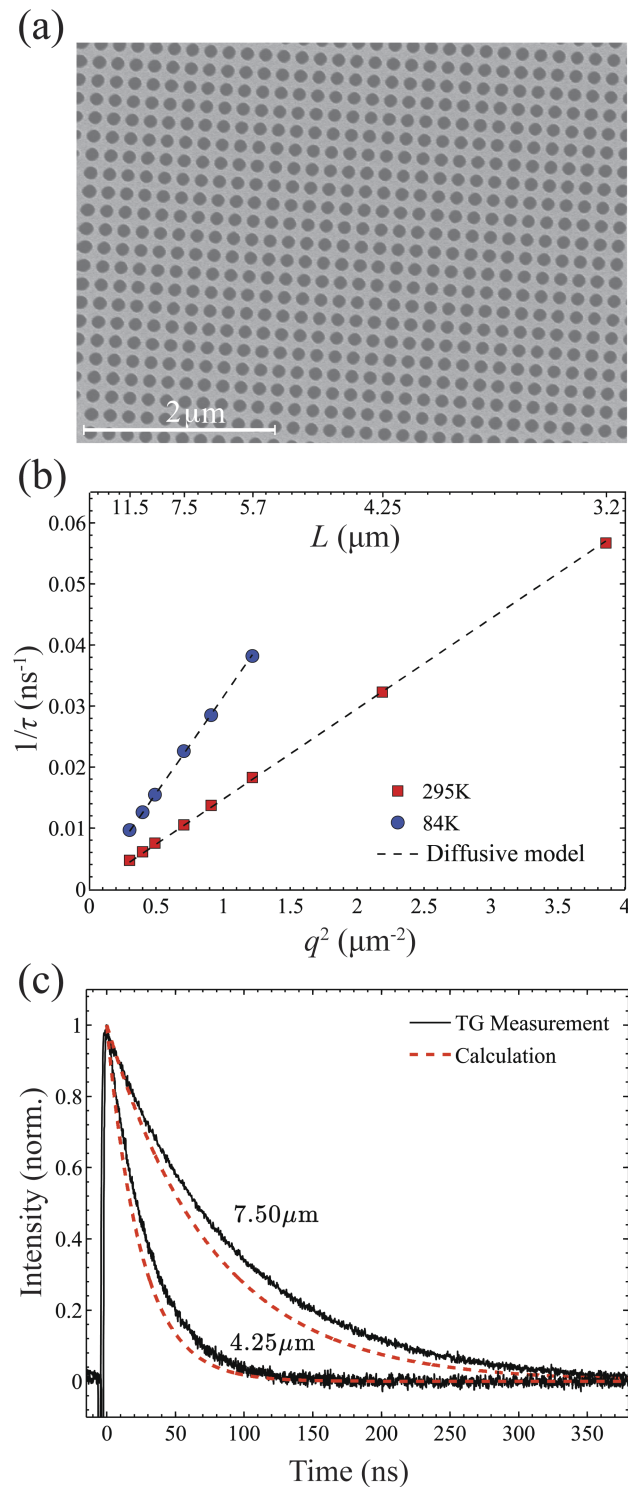 (a)
2μm
(b)
11.5 7.5 5.7 4.25 3.2
L (μm)
0.06
0.05
0.04
0.03
0.02
0.01
0
1/τ (ns⁻¹)
295K
84K
Diffusive model
0 0.5 1 1.5 2 2.5 3 3.5 4
q² (μm⁻²)
(c)
1
0.8
0.6
0.4
0.2
0
Intensity (norm.)
TG Measurement
Calculation
7.50μm
4.25μm
0 50 100 150 200 250 300 350
Time (ns)